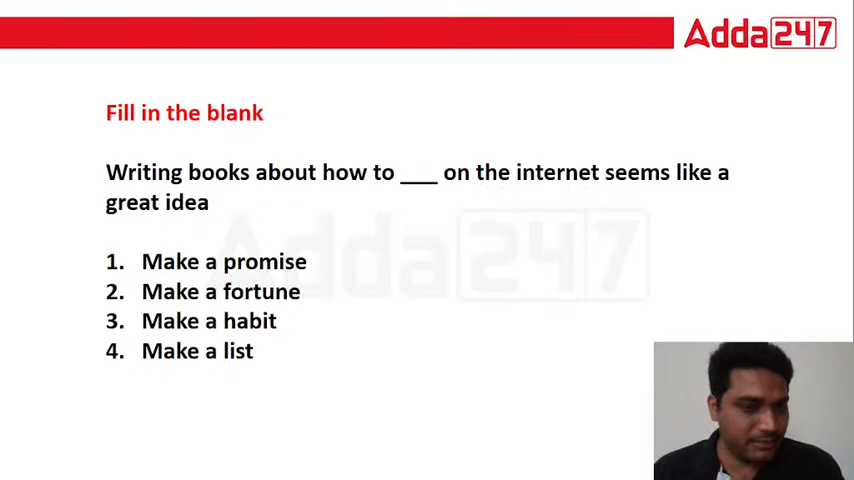 Adda247
Fill in the blank
Writing books about how to ___ on the internet seems like a
great idea
Adda247
1. Make a promise
2. Make a fortune
3. Make a habit
4. Make a list